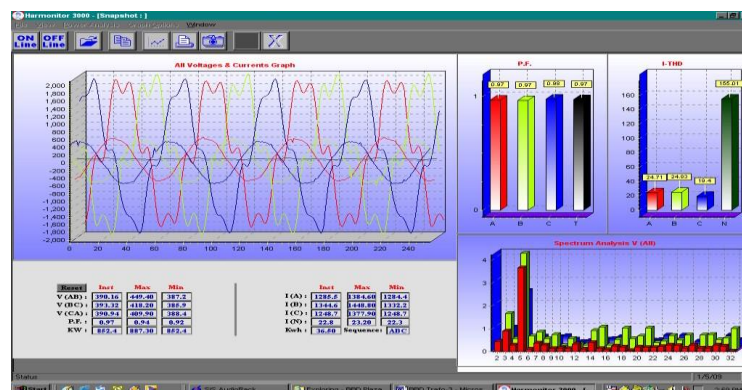 Harmonitor 3000 - [Snapshot : ]
Window
ON Line OFF Line
All Voltages & Currents Graph
2,000
1,800
1,600
1,400
1,200
1,000
800
600
400
200
0
-200
-400
-600
-800
-1,000
-1,200
-1,400
-1,600
-1,800
-2,000
0 20 40 60 80 100 120 140 160 180 200 220 240
P.F.
0.97 0.97 0.98 0.97
1
0
A B C T
I-THD
155.01
160
140
120
100
80
60
40
20
0
24.71 24.93 19.4
A B C N
Spectrum Analysis V (AB)
4
3
2
1
0
2 3 4 5 6 7 8 9 10 12 14 16 18 20 22 24 26 28 30 32
Reset Inst Max Min
V (AB) : 390.16 449.40 387.2
V (BC) : 393.32 418.20 385.9
V (CA) : 390.94 409.90 388.4
P.F. : 0.97 0.94 0.92
KW : 852.4 887.30 852.4
Inst Max Min
I (A) : 1285.5 1384.60 1284.4
I (B) : 1344.6 1448.80 1332.2
I (C) : 1248.7 1377.90 1248.7
I (N) : 22.8 23.20 22.3
Kwh : 36.50 Sequence: ABC
Status
1/5/09
Start
Harmonitor 3000 - [